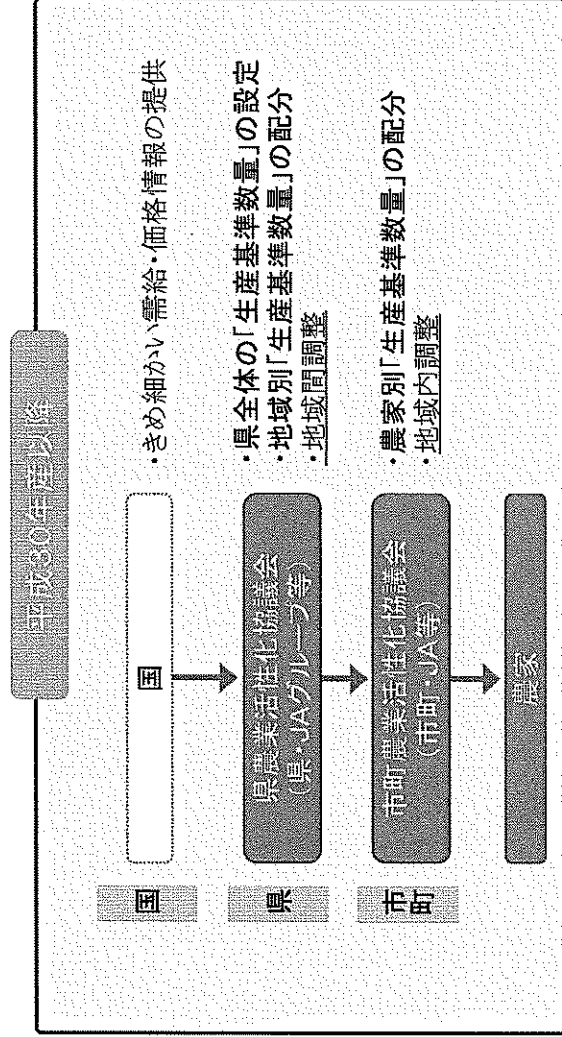 平成30年産以降
国
国
・きめ細かい需給・価格情報の提供
県
県農業活性化協議会
(県・JAグループ等)
・県全体の「生産基準数量」の設定
・地域別「生産基準数量」の配分
・地域間調整
市町
市町農業活性化協議会
(市町・JA等)
・農家別「生産基準数量」の配分
・地域内調整
農家